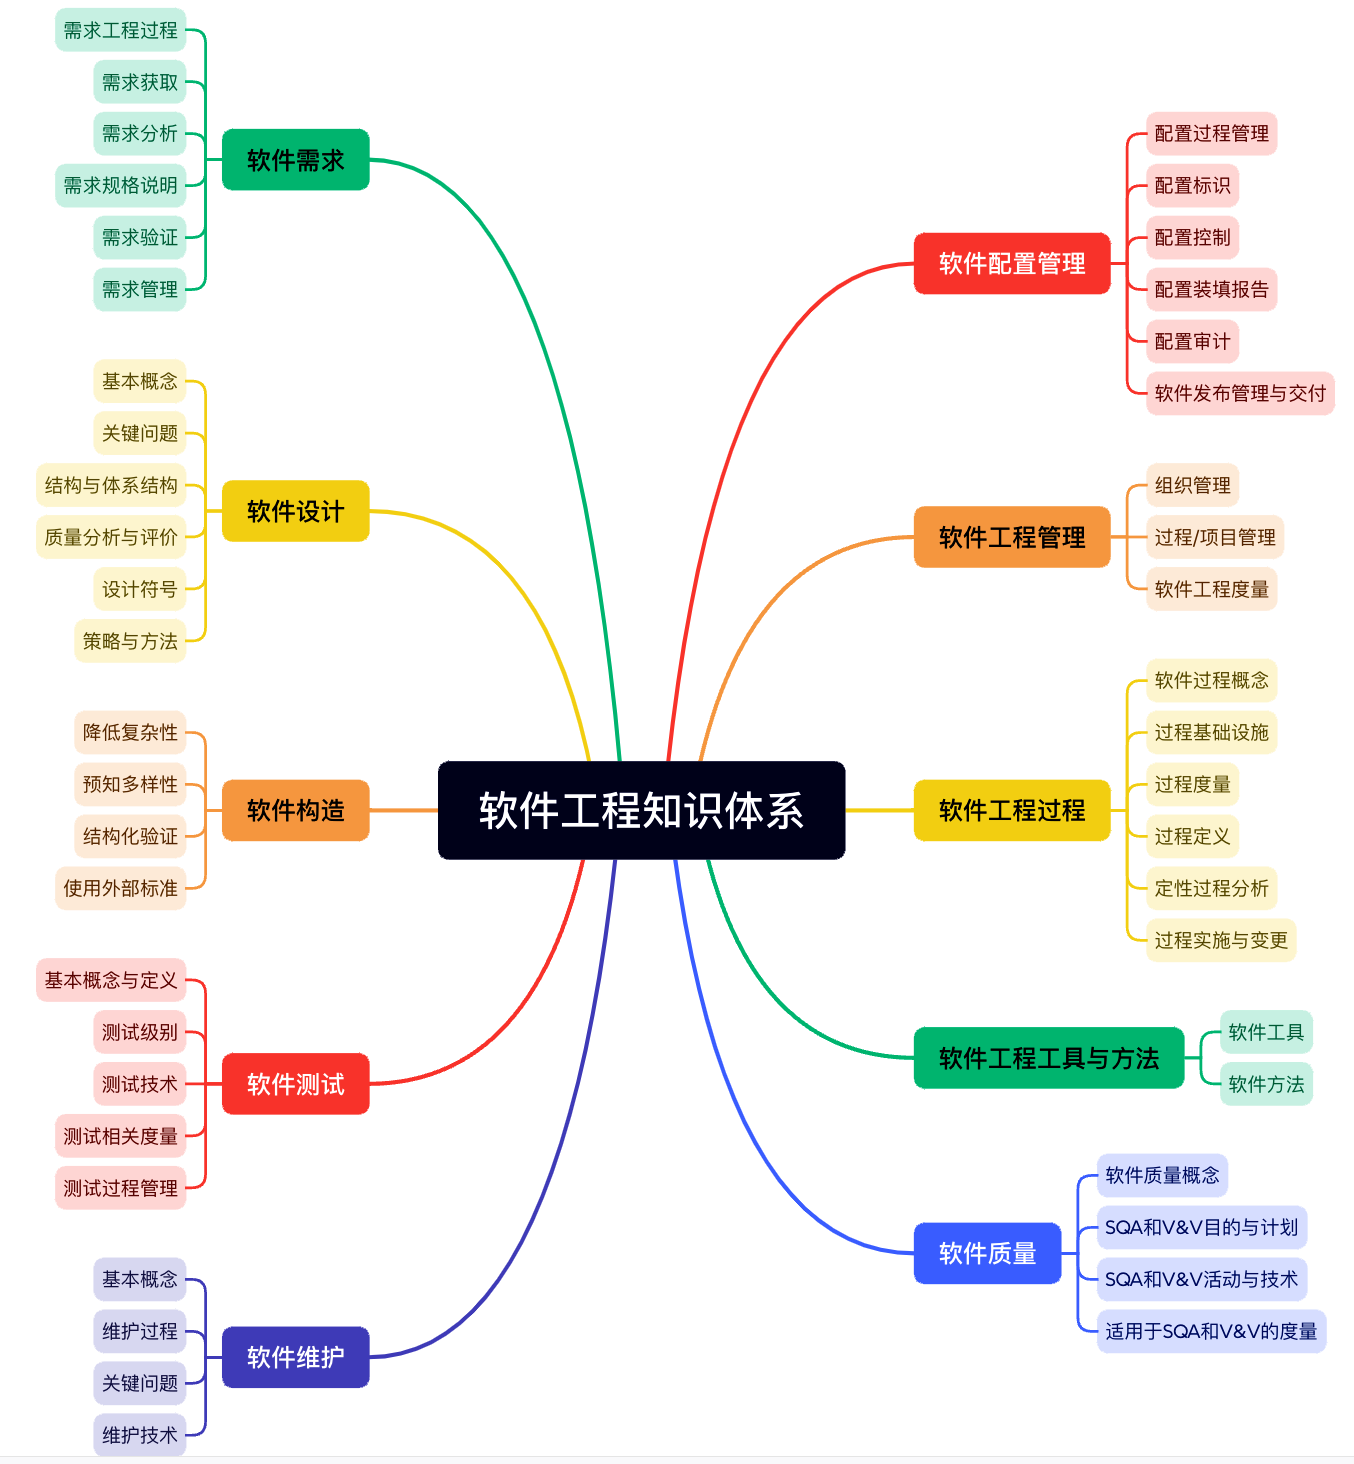 软件工程知识体系
软件需求
需求工程过程
需求获取
需求分析
需求规格说明
需求验证
需求管理
软件设计
基本概念
关键问题
结构与体系结构
质量分析与评价
设计符号
策略与方法
软件构造
降低复杂性
预知多样性
结构化验证
使用外部标准
软件测试
基本概念与定义
测试级别
测试技术
测试相关度量
测试过程管理
软件维护
基本概念
维护过程
关键问题
维护技术
软件配置管理
配置过程管理
配置标识
配置控制
配置装填报告
配置审计
软件发布管理与交付
软件工程管理
组织管理
过程/项目管理
软件工程度量
软件工程过程
软件过程概念
过程基础设施
过程度量
过程定义
定性过程分析
过程实施与变更
软件工程工具与方法
软件工具
软件方法
软件质量
软件质量概念
SQA和V&V目的与计划
SQA和V&V活动与技术
适用于SQA和V&V的度量